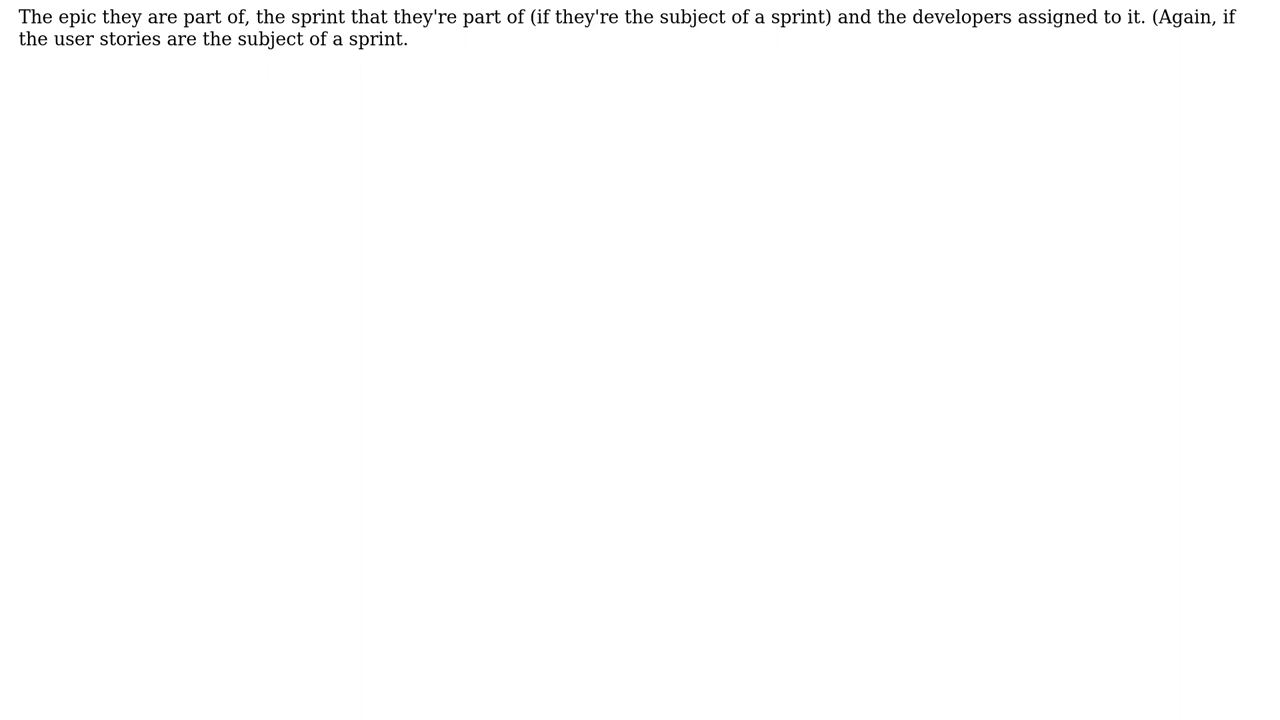 The epic they are part of, the sprint that they're part of (if they're the subject of a sprint) and the developers assigned to it. (Again, if
the user stories are the subject of a sprint.